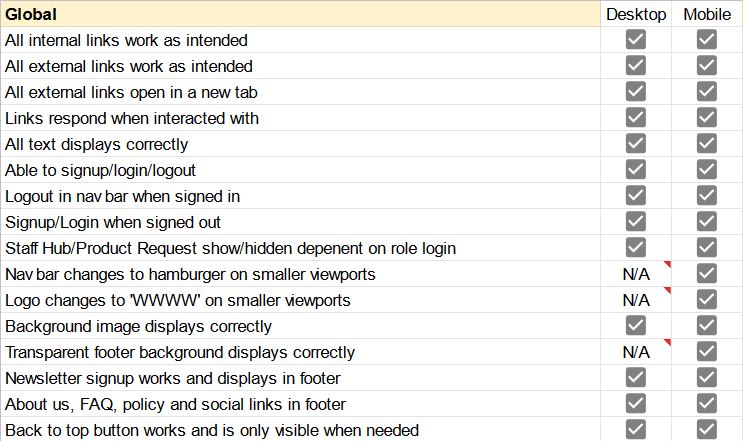 Global Desktop Mobile
All internal links work as intended
All external links work as intended
All external links open in a new tab
Links respond when interacted with
All text displays correctly
Able to signup/login/logout
Logout in nav bar when signed in
Signup/Login when signed out
Staff Hub/Product Request show/hidden depenent on role login
Nav bar changes to hamburger on smaller viewports N/A
Logo changes to 'WWWW' on smaller viewports N/A
Background image displays correctly
Transparent footer background displays correctly N/A
Newsletter signup works and displays in footer
About us, FAQ, policy and social links in footer
Back to top button works and is only visible when needed